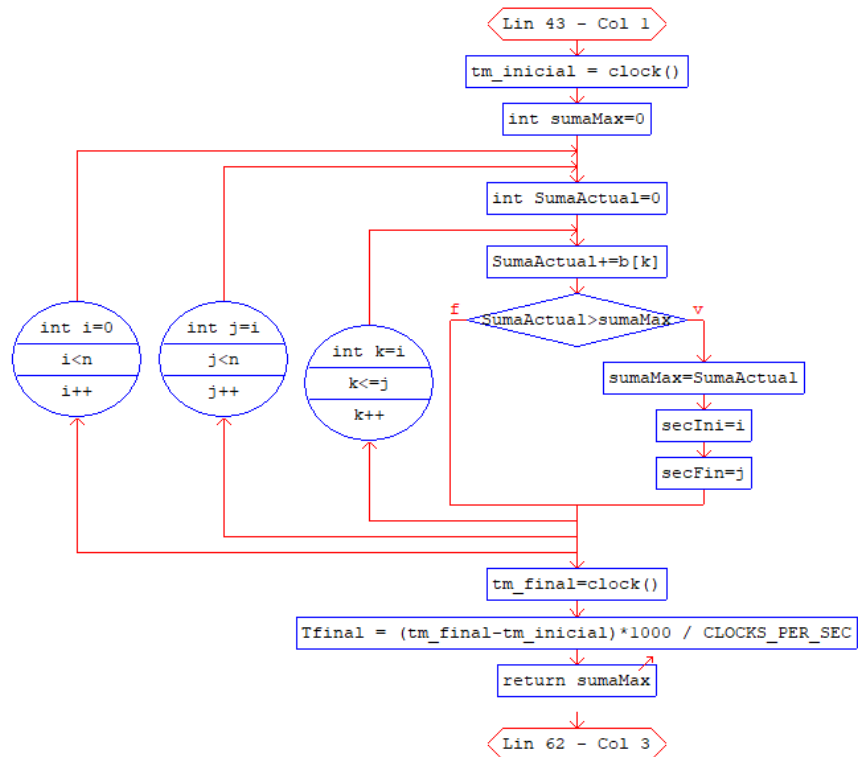 Lin 43 - Col 1
tm_inicial = clock()
int sumaMax=0
int SumaActual=0
SumaActual+=b[k]
f
SumaActual>sumaMax
v
int i=0
i<n
i++
int j=i
j<n
j++
int k=i
k<=j
k++
sumaMax=SumaActual
secIni=i
secFin=j
tm_final=clock()
Tfinal = (tm_final-tm_inicial)*1000 / CLOCKS_PER_SEC
return sumaMax
Lin 62 - Col 3